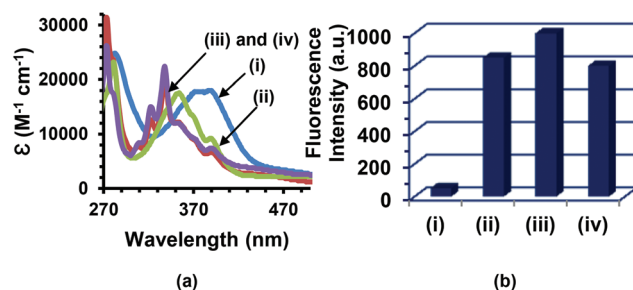 30000
20000
10000
0
270
370
470
ε (M⁻¹ cm⁻¹)
Wavelength (nm)
(iii) and (iv)
(i)
(ii)
(a)
Fluorescence
Intensity (a.u.)
1000
800
600
400
200
0
(i) (ii) (iii) (iv)
(b)